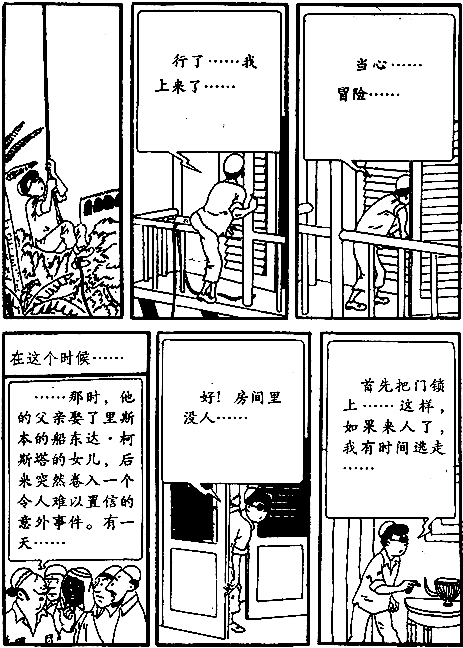 行了……我
上来了……
当心……
冒险……
在这个时候……
……那时，他
的父亲娶了里斯
本的船东达·柯
斯塔的女儿，后
来突然卷入一个
令人难以置信的
意外事件。有一
天……
好！房间里
没人……
首先把门锁
上……这样，
如果来人了，
我有时间逃走
……